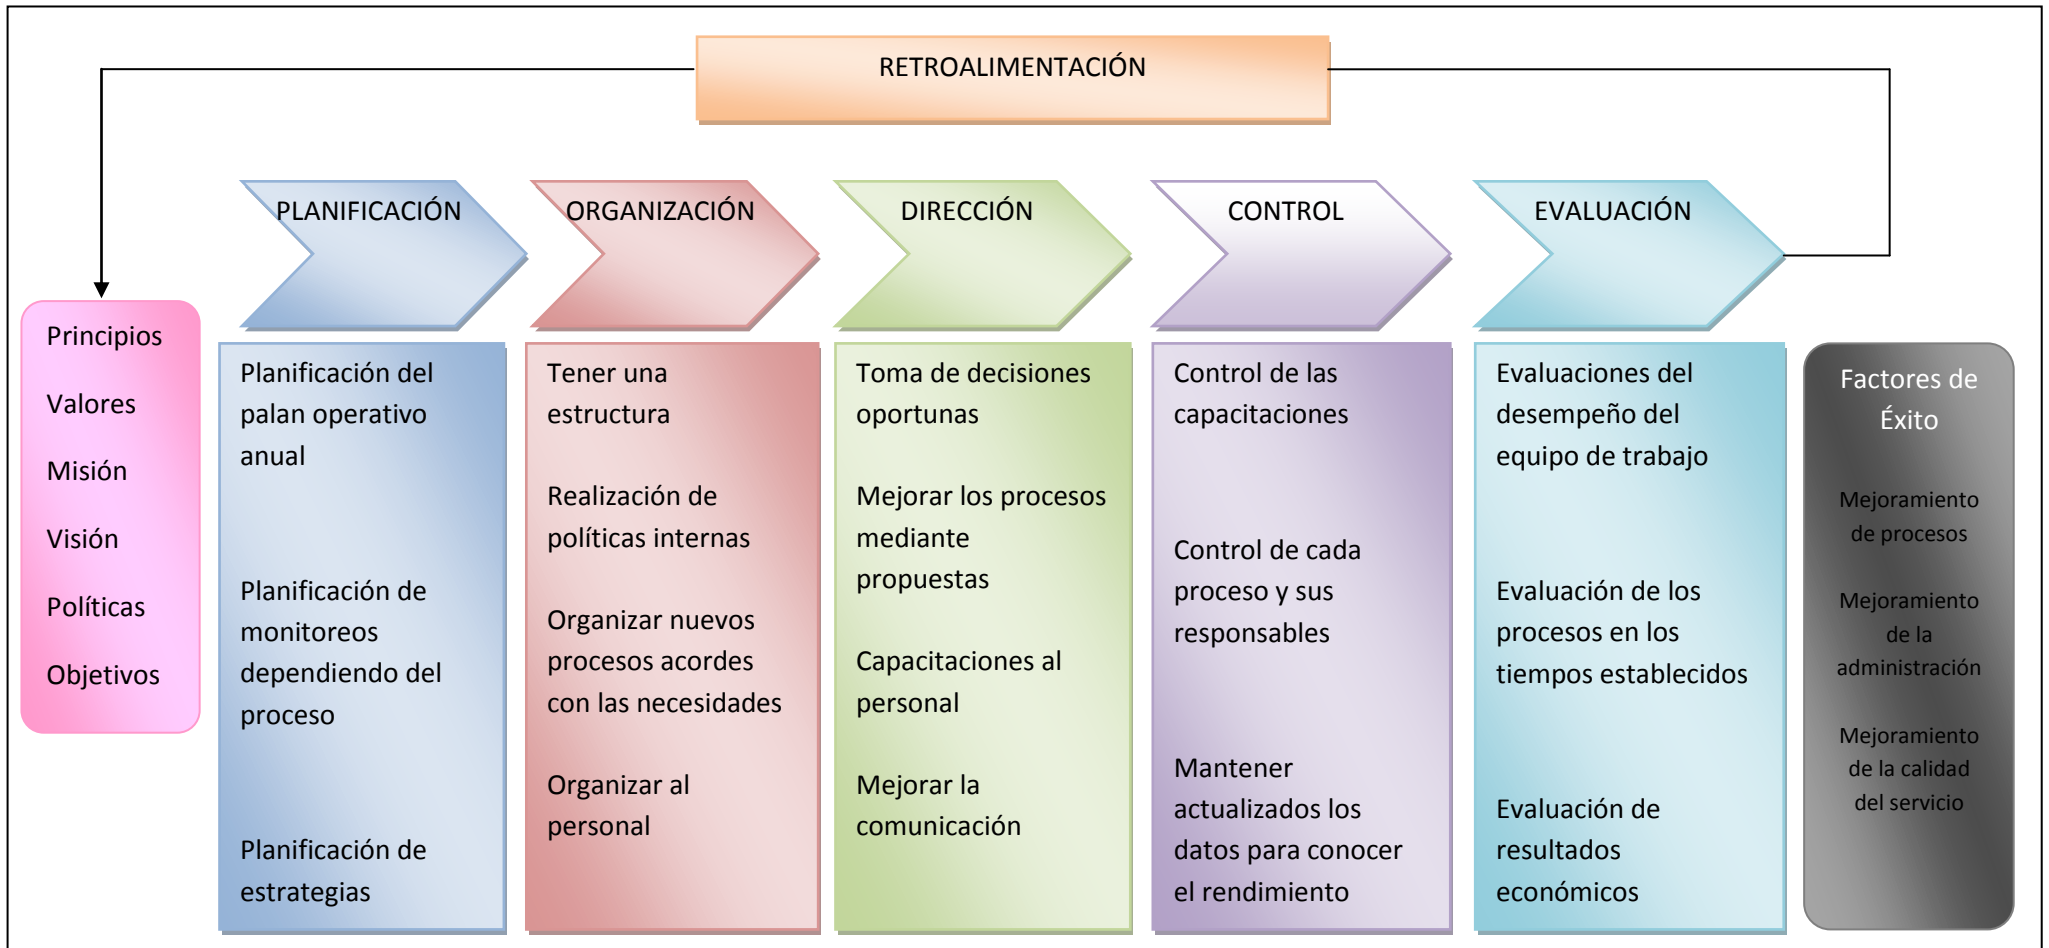 RETROALIMENTACIÓN
PLANIFICACIÓN
ORGANIZACIÓN
DIRECCIÓN
CONTROL
EVALUACIÓN
Principios
Valores
Misión
Visión
Políticas
Objetivos
Planificación del
palan operativo
anual
Planificación de
monitoreos
dependiendo del
proceso
Planificación de
estrategias
Tener una
estructura
Realización de
políticas internas
Organizar nuevos
procesos acordes
con las necesidades
Organizar al
personal
Toma de decisiones
oportunas
Mejorar los procesos
mediante
propuestas
Capacitaciones al
personal
Mejorar la
comunicación
Control de las
capacitaciones
Control de cada
proceso y sus
responsables
Mantener
actualizados los
datos para conocer
el rendimiento
Evaluaciones del
desempeño del
equipo de trabajo
Evaluación de los
procesos en los
tiempos establecidos
Evaluación de
resultados
económicos
Factores de
Éxito
Mejoramiento
de procesos
Mejoramiento
de la
administración
Mejoramiento
de la calidad
del servicio